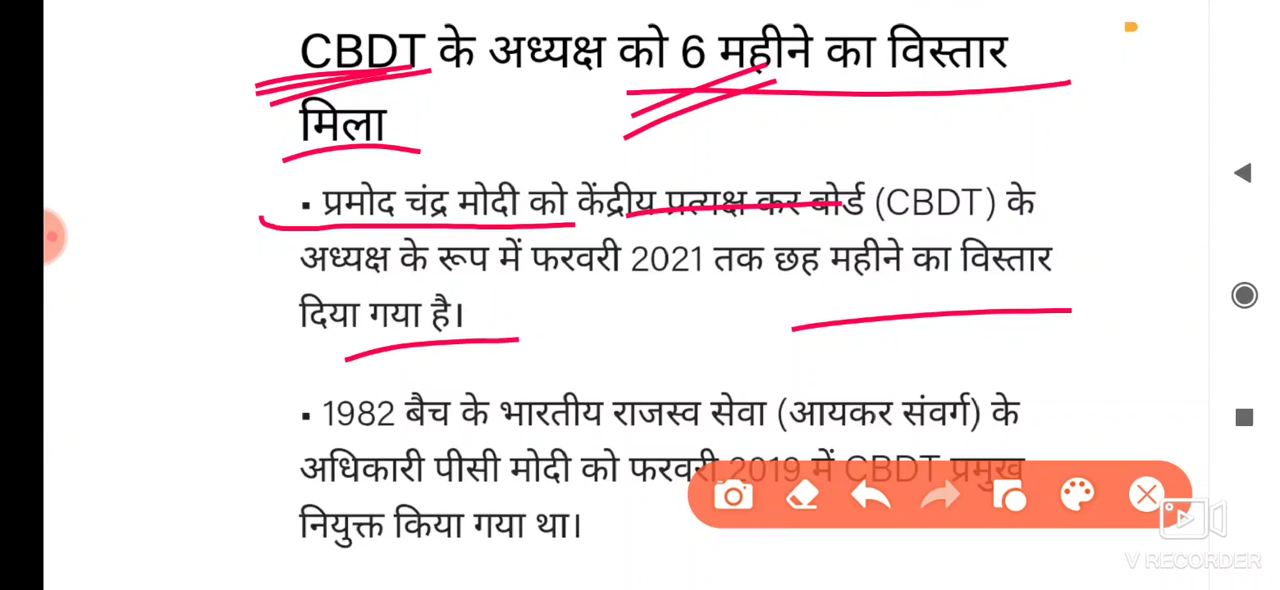 CBDT के अध्यक्ष को 6 महीने का विस्तार
मिला
▪ प्रमोद चंद्र मोदी को केंद्रीय प्रत्यक्ष कर बोर्ड (CBDT) के
अध्यक्ष के रूप में फरवरी 2021 तक छह महीने का विस्तार
दिया गया है।
▪ 1982 बैच के भारतीय राजस्व सेवा (आयकर संवर्ग) के
अधिकारी पीसी मोदी को फरवरी 2019 में CBDT प्रमुख
नियुक्त किया गया था।
V RECORDER